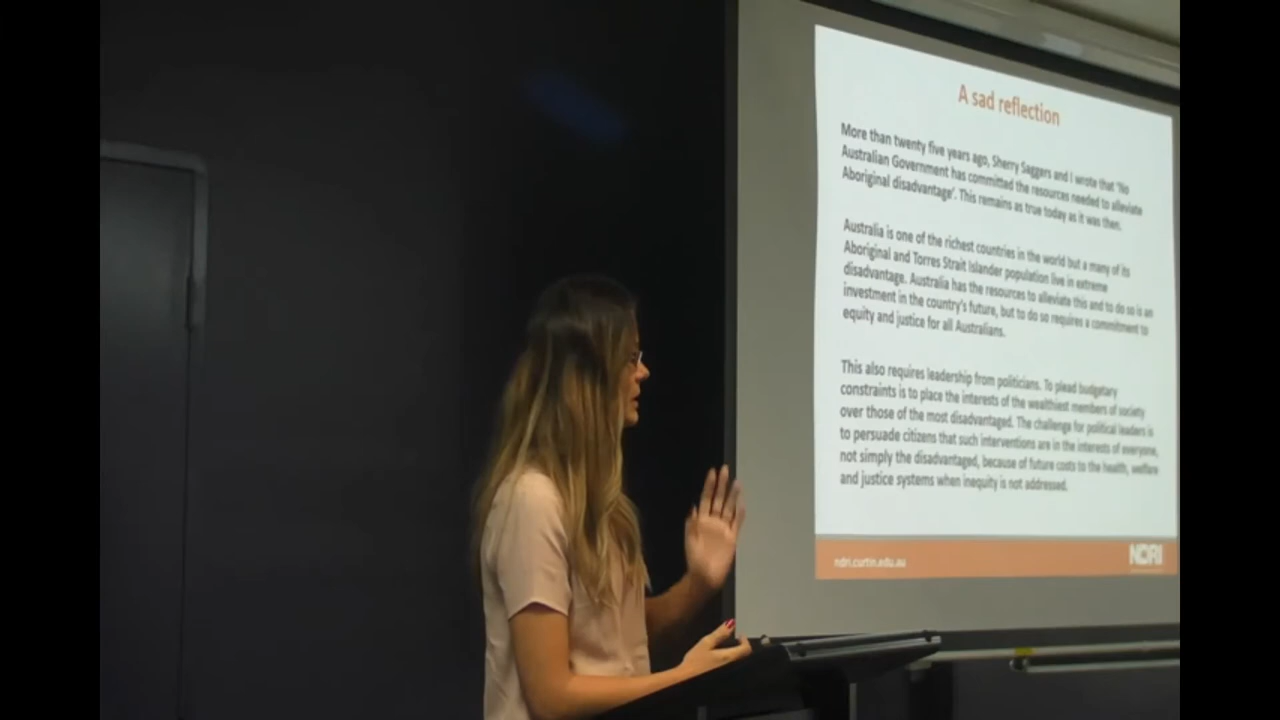 A sad reflection
More than twenty five years ago, Sherry Saggers and I wrote that 'No
Australian Government has committed the resources needed to alleviate
Aboriginal disadvantage'. This remains as true today as it was then.
Australia is one of the richest countries in the world but a many of its
Aboriginal and Torres Strait Islander population live in extreme
disadvantage. Australia has the resources to alleviate this and to do so is an
investment in the country's future, but to do so requires a commitment to
equity and justice for all Australians.
This also requires leadership from politicians. To plead budgetary
constraints is to place the interests of the wealthiest members of society
over those of the most disadvantaged. The challenge for political leaders is
to persuade citizens that such interventions are in the interests of everyone,
not simply the disadvantaged, because of future costs to the health, welfare
and justice systems when inequity is not addressed.
ndri.curtin.edu.au
NDRI